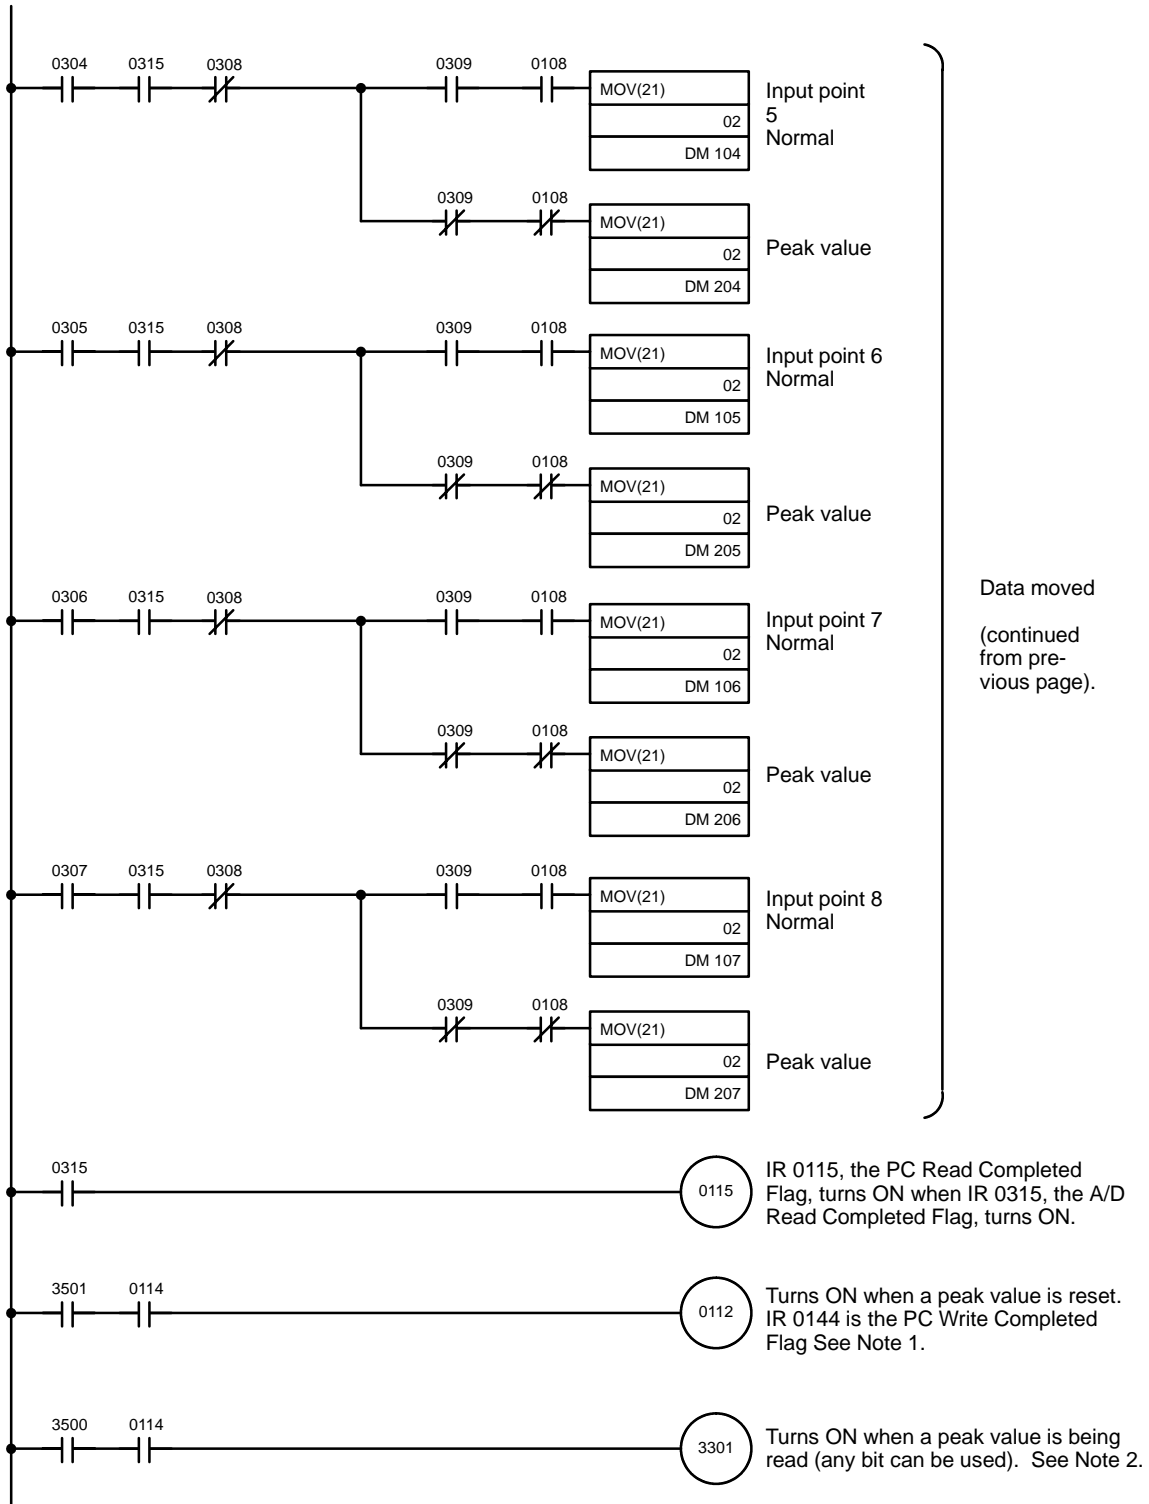 0304 0315 0308 0309 0108
MOV(21)
02
DM 104
Input point
5
Normal
0309 0108
MOV(21)
02
DM 204
Peak value
0305 0315 0308 0309 0108
MOV(21)
02
DM 105
Input point 6
Normal
0309 0108
MOV(21)
02
DM 205
Peak value
0306 0315 0308 0309 0108
MOV(21)
02
DM 106
Input point 7
Normal
0309 0108
MOV(21)
02
DM 206
Peak value
0307 0315 0308 0309 0108
MOV(21)
02
DM 107
Input point 8
Normal
0309 0108
MOV(21)
02
DM 207
Peak value
Data moved
(continued
from pre-
vious page).
0315
0115
IR 0115, the PC Read Completed
Flag, turns ON when IR 0315, the A/D
Read Completed Flag, turns ON.
3501 0114
0112
Turns ON when a peak value is reset.
IR 0144 is the PC Write Completed
Flag See Note 1.
3500 0114
3301
Turns ON when a peak value is being
read (any bit can be used). See Note 2.